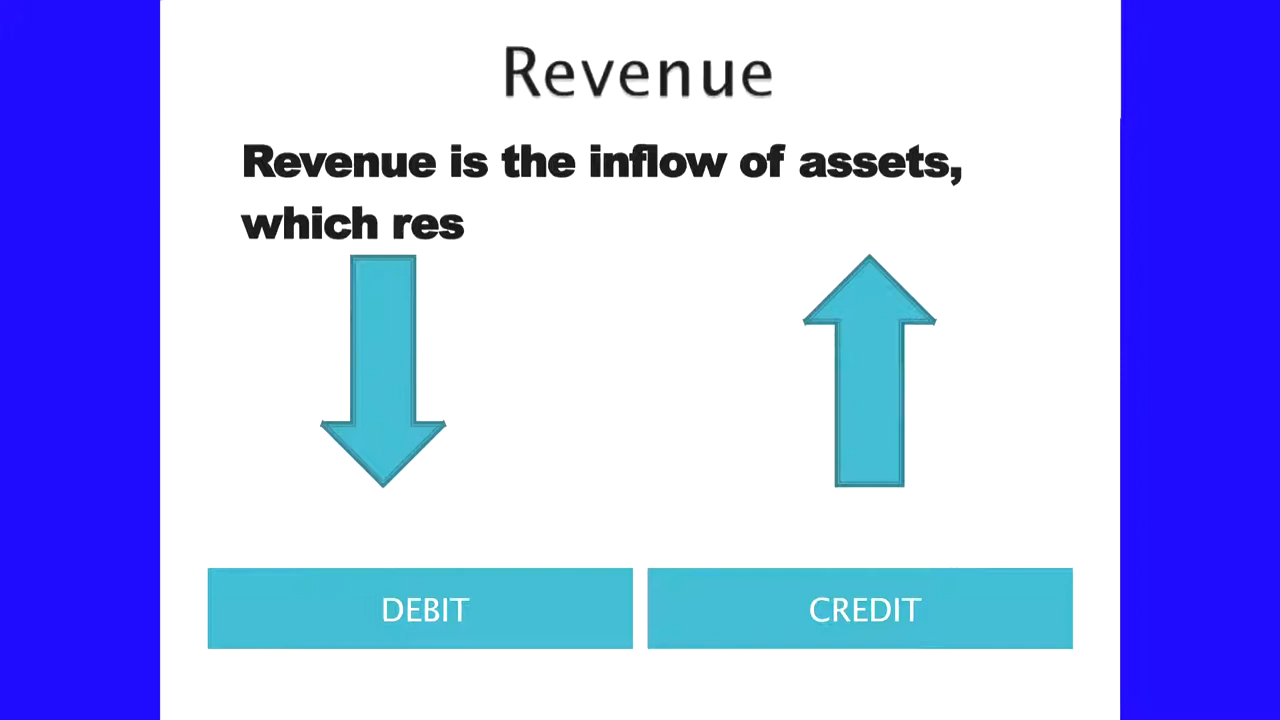 Revenue
Revenue is the inflow of assets,
which res
DEBIT
CREDIT